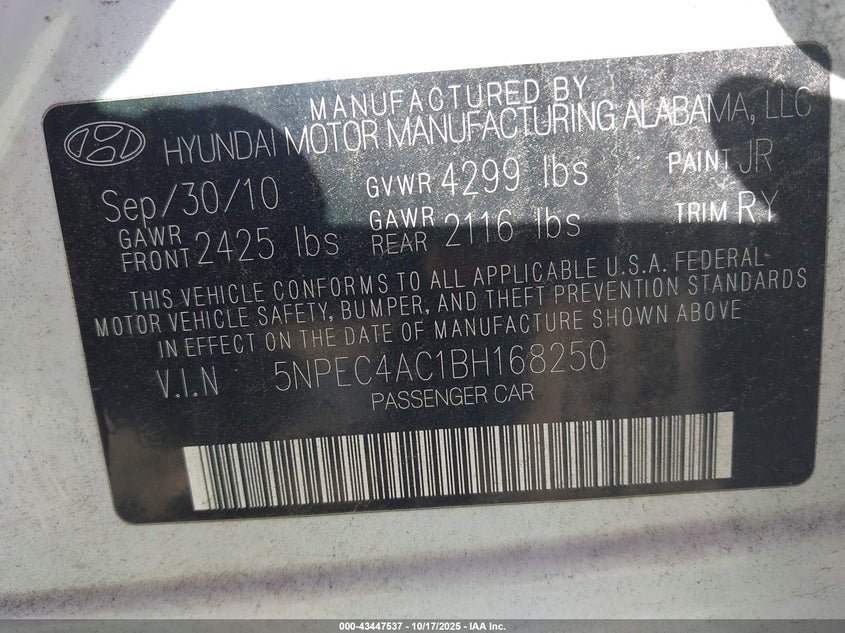 MANUFACTURED BY
HYUNDAI MOTOR MANUFACTURING ALABAMA, LLC
Sep/30/10 GVWR 4299 lbs PAINT JR
GAWR FRONT 2425 lbs GAWR REAR 2116 lbs TRIM RY
THIS VEHICLE CONFORMS TO ALL APPLICABLE U.S.A. FEDERAL
MOTOR VEHICLE SAFETY, BUMPER, AND THEFT PREVENTION STANDARDS
IN EFFECT ON THE DATE OF MANUFACTURE SHOWN ABOVE
V.I.N 5NPEC4AC1BH168250
PASSENGER CAR
000-43447537 - 10/17/2025 - IAA Inc.